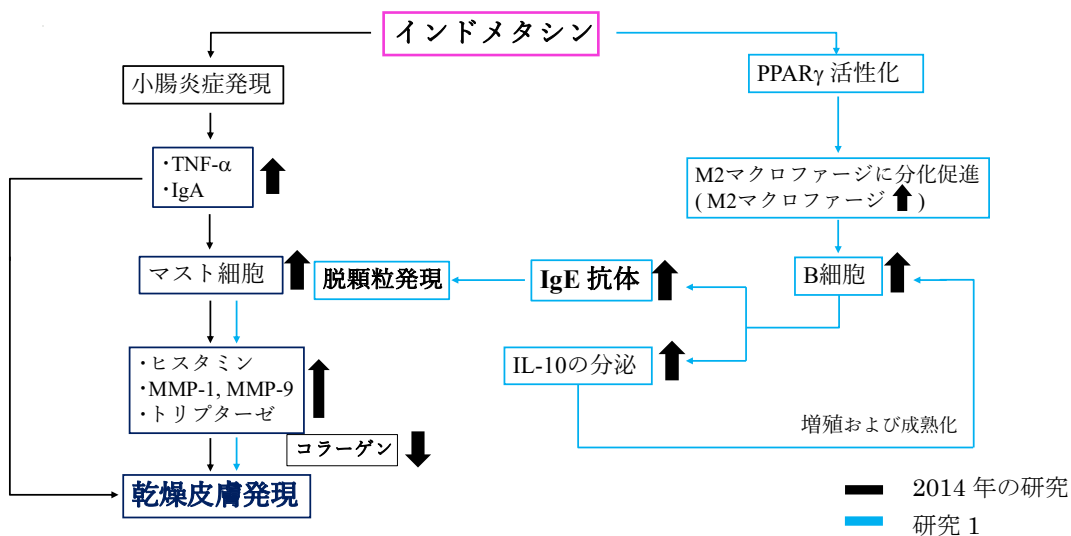 インドメタシン
小腸炎症発現
PPARγ 活性化
・TNF-α
・IgA
M2マクロファージに分化促進
( M2マクロファージ )
マスト細胞
脱顆粒発現
IgE 抗体
B細胞
・ヒスタミン
・MMP-1, MMP-9
・トリプターゼ
IL-10の分泌
コラーゲン
増殖および成熟化
乾燥皮膚発現
2014 年の研究
研究 1